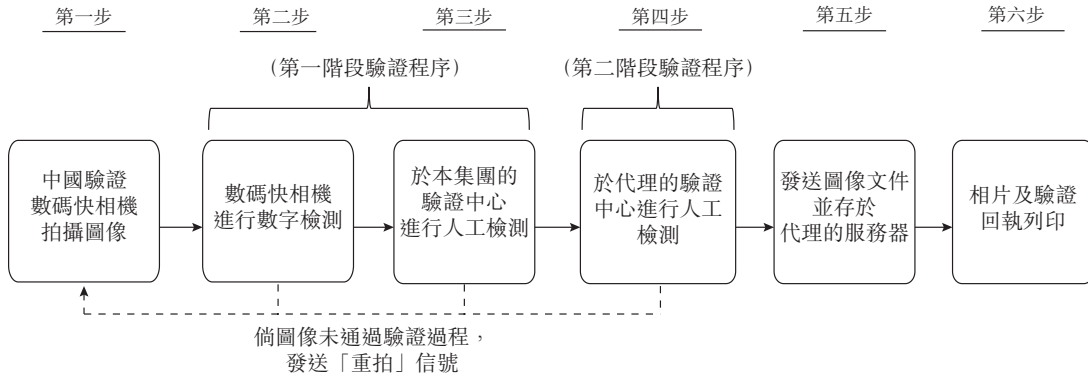 第一步
第二步
第三步
第四步
第五步
第六步
(第一階段驗證程序)
(第二階段驗證程序)
中國驗證
數碼快相機
拍攝圖像
數碼快相機
進行數字檢測
於本集團的
驗證中心
進行人工檢測
於代理的驗證
中心進行人工
檢測
發送圖像文件
並存於
代理的服務器
相片及驗證
回執列印
倘圖像未通過驗證過程，
發送「重拍」信號